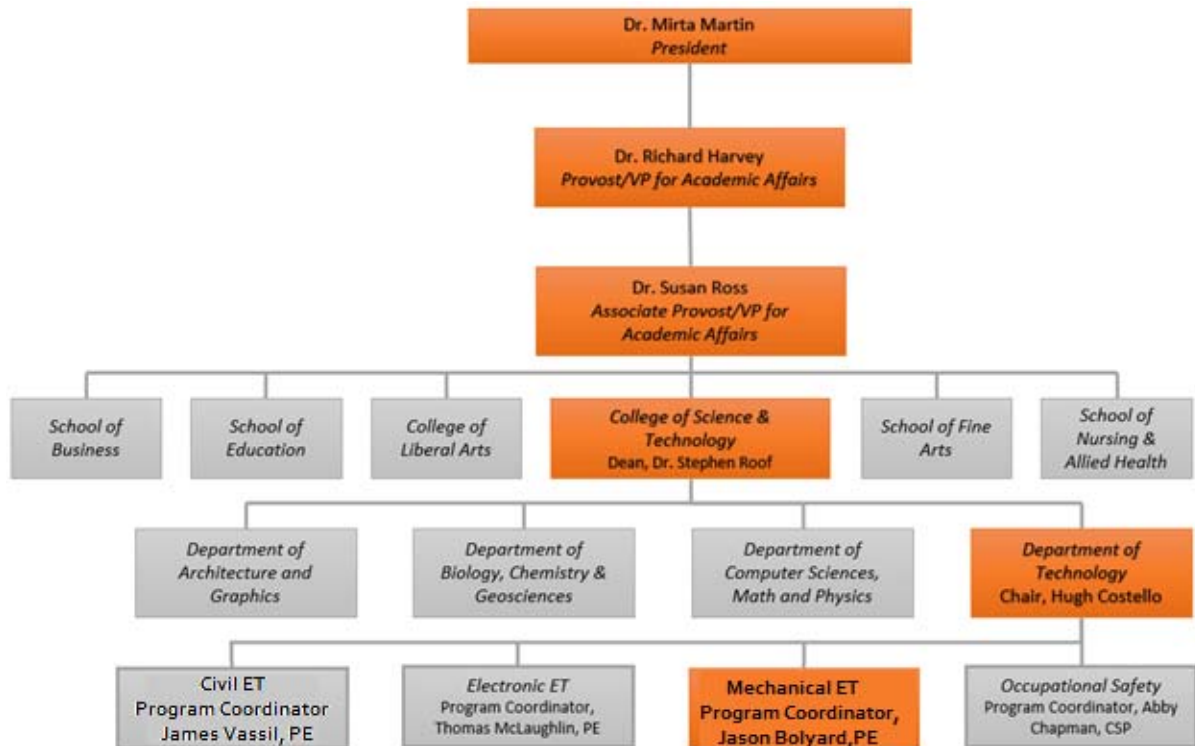 Dr. Mirta Martin
President
Dr. Richard Harvey
Provost/VP for Academic Affairs
Dr. Susan Ross
Associate Provost/VP for
Academic Affairs
School of
Business
School of
Education
College of
Liberal Arts
College of Science &
Technology
Dean, Dr. Stephen Roof
School of Fine
Arts
School of
Nursing &
Allied Health
Department of
Architecture and
Graphics
Department of
Biology, Chemistry &
Geosciences
Department of
Computer Sciences,
Math and Physics
Department of
Technology
Chair, Hugh Costello
Civil ET
Program Coordinator
James Vassil, PE
Electronic ET
Program Coordinator,
Thomas McLaughlin, PE
Mechanical ET
Program Coordinator,
Jason Bolyard,PE
Occupational Safety
Program Coordinator, Abby
Chapman, CSP